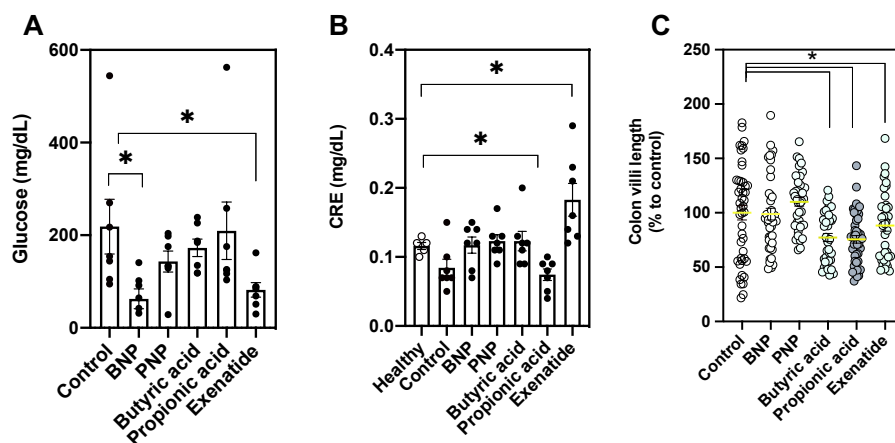 A
Glucose (mg/dL)
600
400
200
0
*
*
Control
BNP
PNP
Butyric acid
Propionic acid
Exenatide
B
CRE (mg/dL)
0.4
0.3
0.2
0.1
0.0
*
*
Healthy
Control
BNP
PNP
Butyric acid
Propionic acid
Exenatide
C
Colon villi length
(% to control)
250
200
150
100
50
0
*
Control
BNP
PNP
Butyric acid
Propionic acid
Exenatide